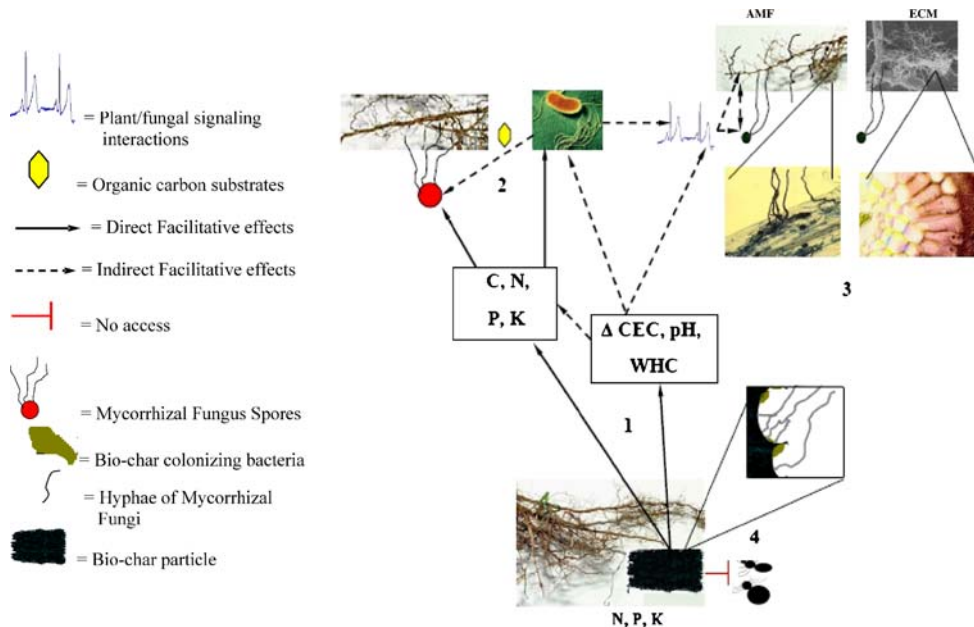 AMF
ECM
= Plant/fungal signaling
interactions
= Organic carbon substrates
= Direct Facilitative effects
= Indirect Facilitative effects
= No access
= Mycorrhizal Fungus Spores
= Bio-char colonizing bacteria
= Hyphae of Mycorrhizal
Fungi
= Bio-char particle
2
3
C, N,
P, K
Δ CEC, pH,
WHC
1
4
N, P, K